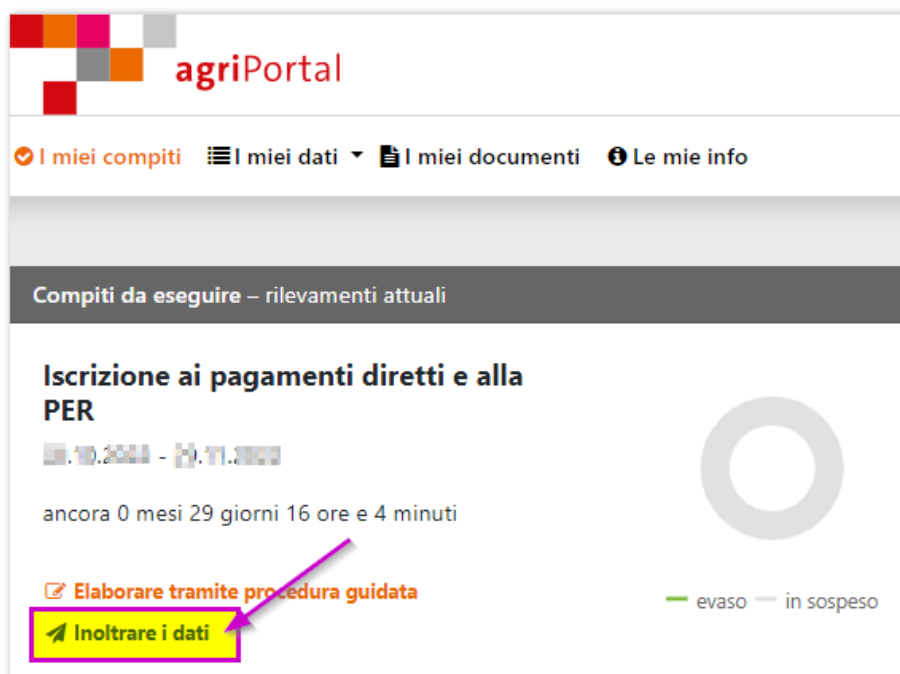 agriPortal
I miei compiti I miei dati I miei documenti Le mie info
Compiti da eseguire – rilevamenti attuali
Iscrizione ai pagamenti diretti e alla
PER
ancora 0 mesi 29 giorni 16 ore e 4 minuti
Elaborare tramite procedura guidata
evaso in sospeso
Inoltrare i dati